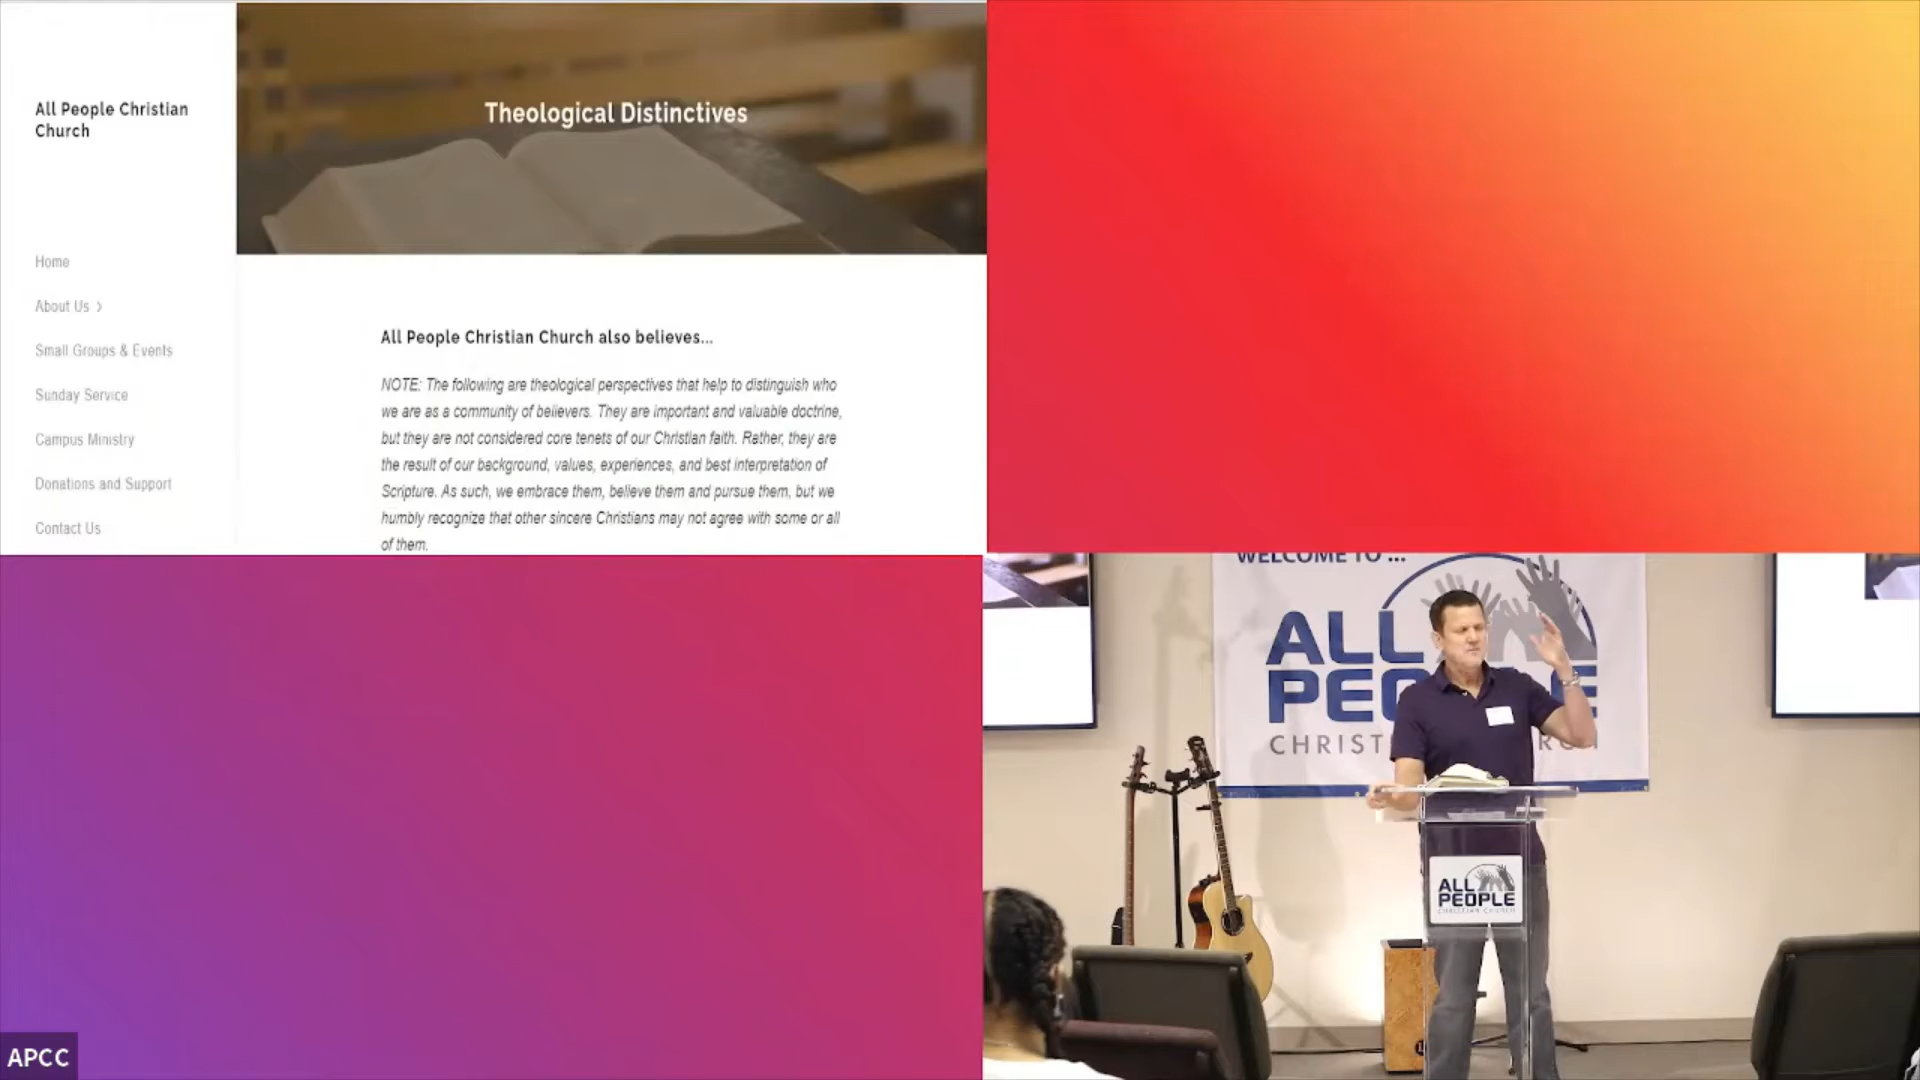 All People Christian
Church
Theological Distinctives
Home
About Us
Small Groups & Events
Sunday Service
Campus Ministry
Donations and Support
Contact Us
All People Christian Church also believes...
NOTE: The following are theological perspectives that help to distinguish who
we are as a community of believers. They are important and valuable doctrine,
but they are not considered core tenets of our Christian faith. Rather, they are
the result of our background, values, experiences, and best interpretation of
Scripture. As such, we embrace them, believe them and pursue them, but we
humbly recognize that other sincere Christians may not agree with some or all
of them.
WELCOME TO ...
ALL
PEOPLE
ALL
PEOPLE
CHRISTIAN CHURCH
APCC